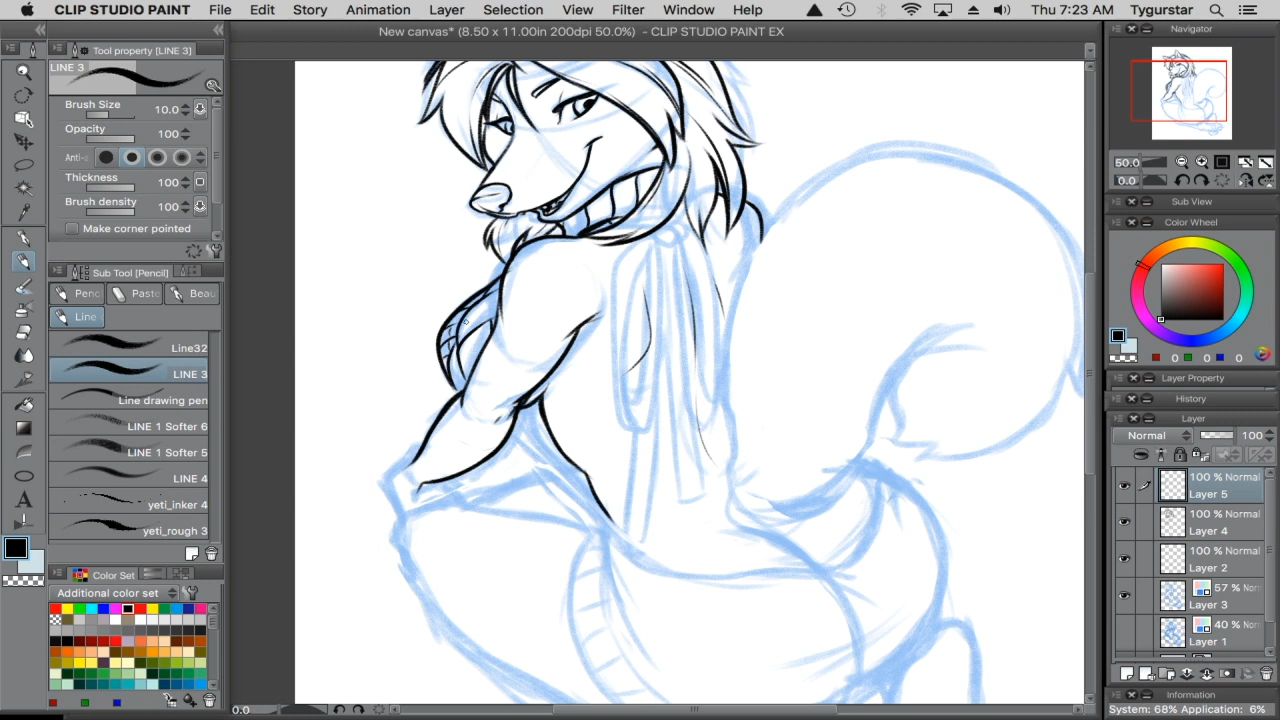 CLIP STUDIO PAINT File Edit Story Animation Layer Selection View Filter Window Help Thu 7:23 AM Tygurstar
New canvas* (8.50 x 11.00in 200dpi 50.0%) - CLIP STUDIO PAINT EX
Tool property [LINE 3]
LINE 3
Brush Size 10.0
Opacity 100
Anti-a
Thickness 100
Brush density 100
Make corner pointed
Sub Tool [Pencil]
Penc Paste Beau
Line
Line32
LINE 3
Line drawing pen
LINE 1 Softer 6
LINE 1 Softer 5
LINE 4
yeti_inker 4
yeti_rough 3
A
Color Set
Additional color set
0.0
Navigator
50.0
0.0
Sub View
Color Wheel
0 0 0
Layer Property
History
Layer
Normal 100
100 % Normal
Layer 5
100 % Normal
Layer 4
100 % Normal
Layer 2
57 % Nor
Layer 3
40 % Nor
Layer 1
Information
System: 68% Application: 6%